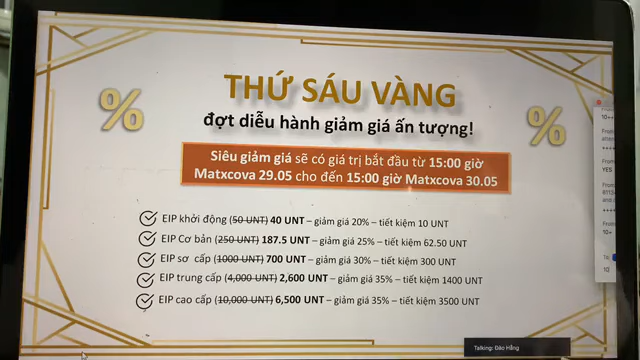 THỨ SÁU VÀNG
đợt diễu hành giảm giá ấn tượng!
%
%
Siêu giảm giá sẽ có giá trị bắt đầu từ 15:00 giờ
Matxcova 29.05 cho đến 15:00 giờ Matxcova 30.05
EIP khởi động (50 UNT) 40 UNT – giảm giá 20% – tiết kiệm 10 UNT
EIP Cơ bản (250 UNT) 187.5 UNT – giảm giá 25% – tiết kiệm 62.50 UNT
EIP sơ cấp (1000 UNT) 700 UNT – giảm giá 30% – tiết kiệm 300 UNT
EIP trung cấp (4,000 UNT) 2,600 UNT – giảm giá 35% – tiết kiệm 1400 UNT
EIP cao cấp (10,000 UNT) 6,500 UNT – giảm giá 35% – tiết kiệm 3500 UNT
10++
YES
10+
10
Talking: Đào Hằng